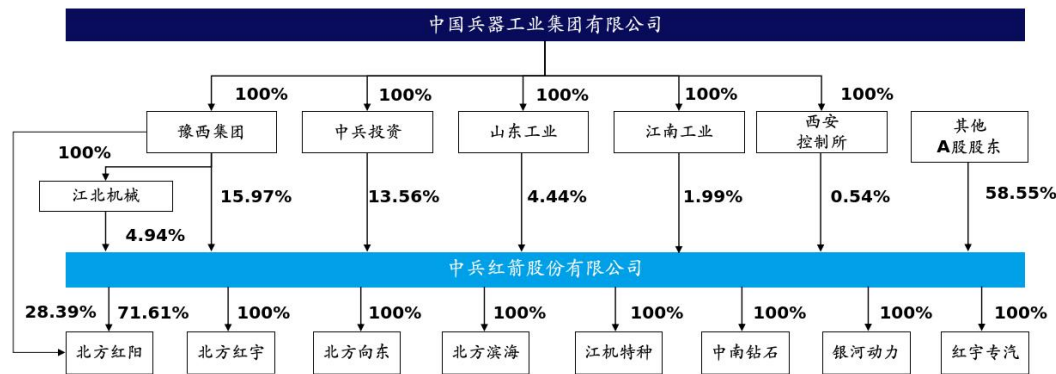 中国兵器工业集团有限公司
100%
100%
100%
100%
100%
豫西集团
中兵投资
山东工业
江南工业
西安
控制所
其他
A股股东
100%
江北机械
15.97%
13.56%
4.44%
1.99%
0.54%
58.55%
4.94%
中兵红箭股份有限公司
28.39%
71.61%
100%
100%
100%
100%
100%
100%
100%
北方红阳
北方红宇
北方向东
北方滨海
江机特种
中南钻石
银河动力
红宇专汽